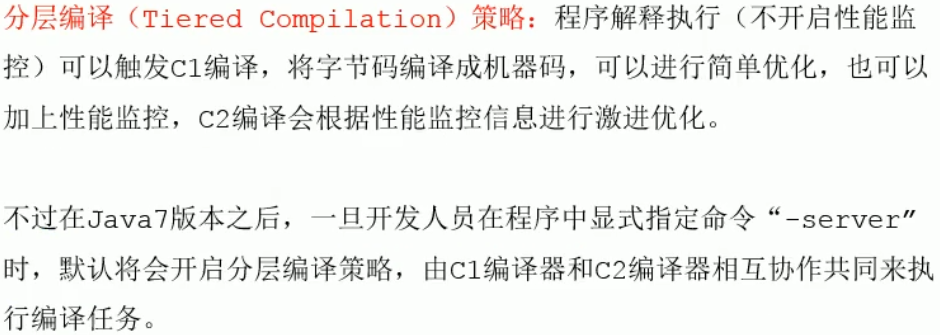 分层编译（Tiered Compilation）策略：程序解释执行（不开启性能监
控）可以触发C1编译，将字节码编译成机器码，可以进行简单优化，也可以
加上性能监控，C2编译会根据性能监控信息进行激进优化。
不过在Java7版本之后，一旦开发人员在程序中显式指定命令“-server”
时，默认将会开启分层编译策略，由C1编译器和C2编译器相互协作共同来执
行编译任务。